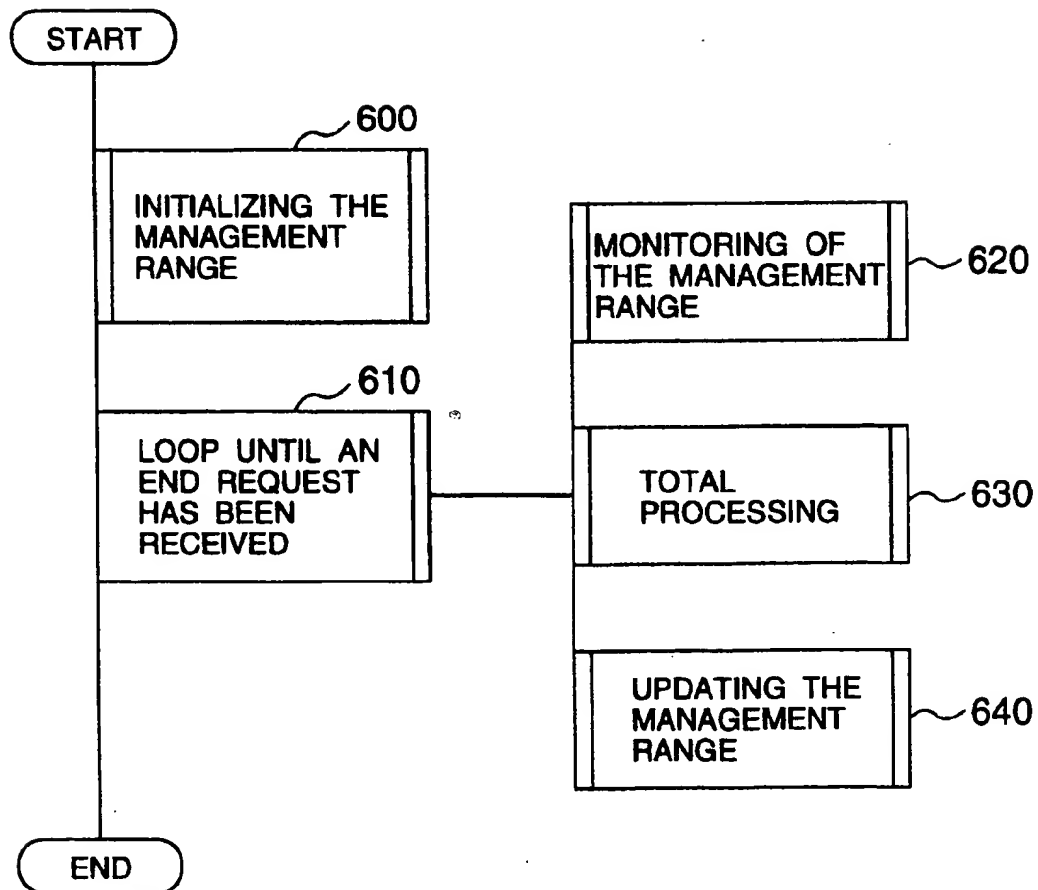 START
600
INITIALIZING THE
MANAGEMENT
RANGE
610
LOOP UNTIL AN
END REQUEST
HAS BEEN
RECEIVED
MONITORING OF
THE MANAGEMENT
RANGE
620
TOTAL
PROCESSING
630
UPDATING THE
MANAGEMENT
RANGE
640
END